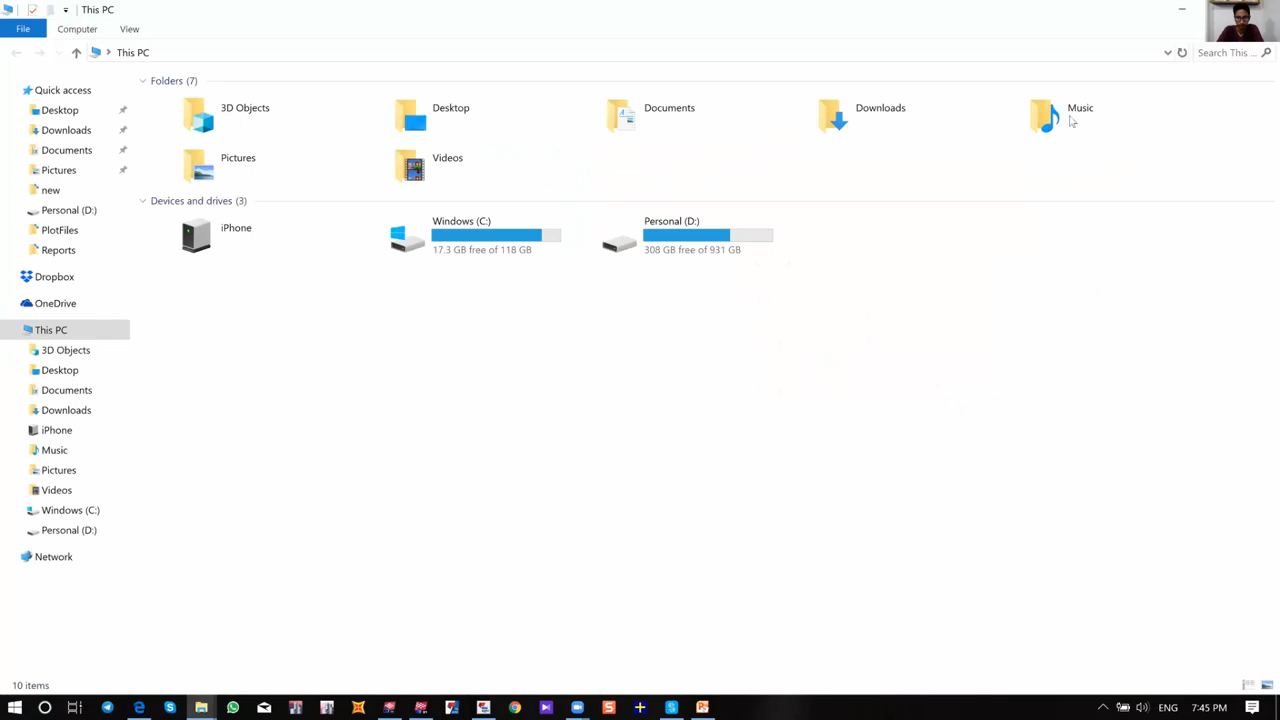 This PC
File
Computer
View
This PC
Search This ...
Quick access
Desktop
Downloads
Documents
Pictures
new
Personal (D:)
PlotFiles
Reports
Dropbox
OneDrive
This PC
3D Objects
Desktop
Documents
Downloads
iPhone
Music
Pictures
Videos
Windows (C:)
Personal (D:)
Network
Folders (7)
3D Objects
Desktop
Documents
Downloads
Music
Pictures
Videos
Devices and drives (3)
iPhone
Windows (C:)
17.3 GB free of 118 GB
Personal (D:)
308 GB free of 931 GB
10 items
ENG
7:45 PM